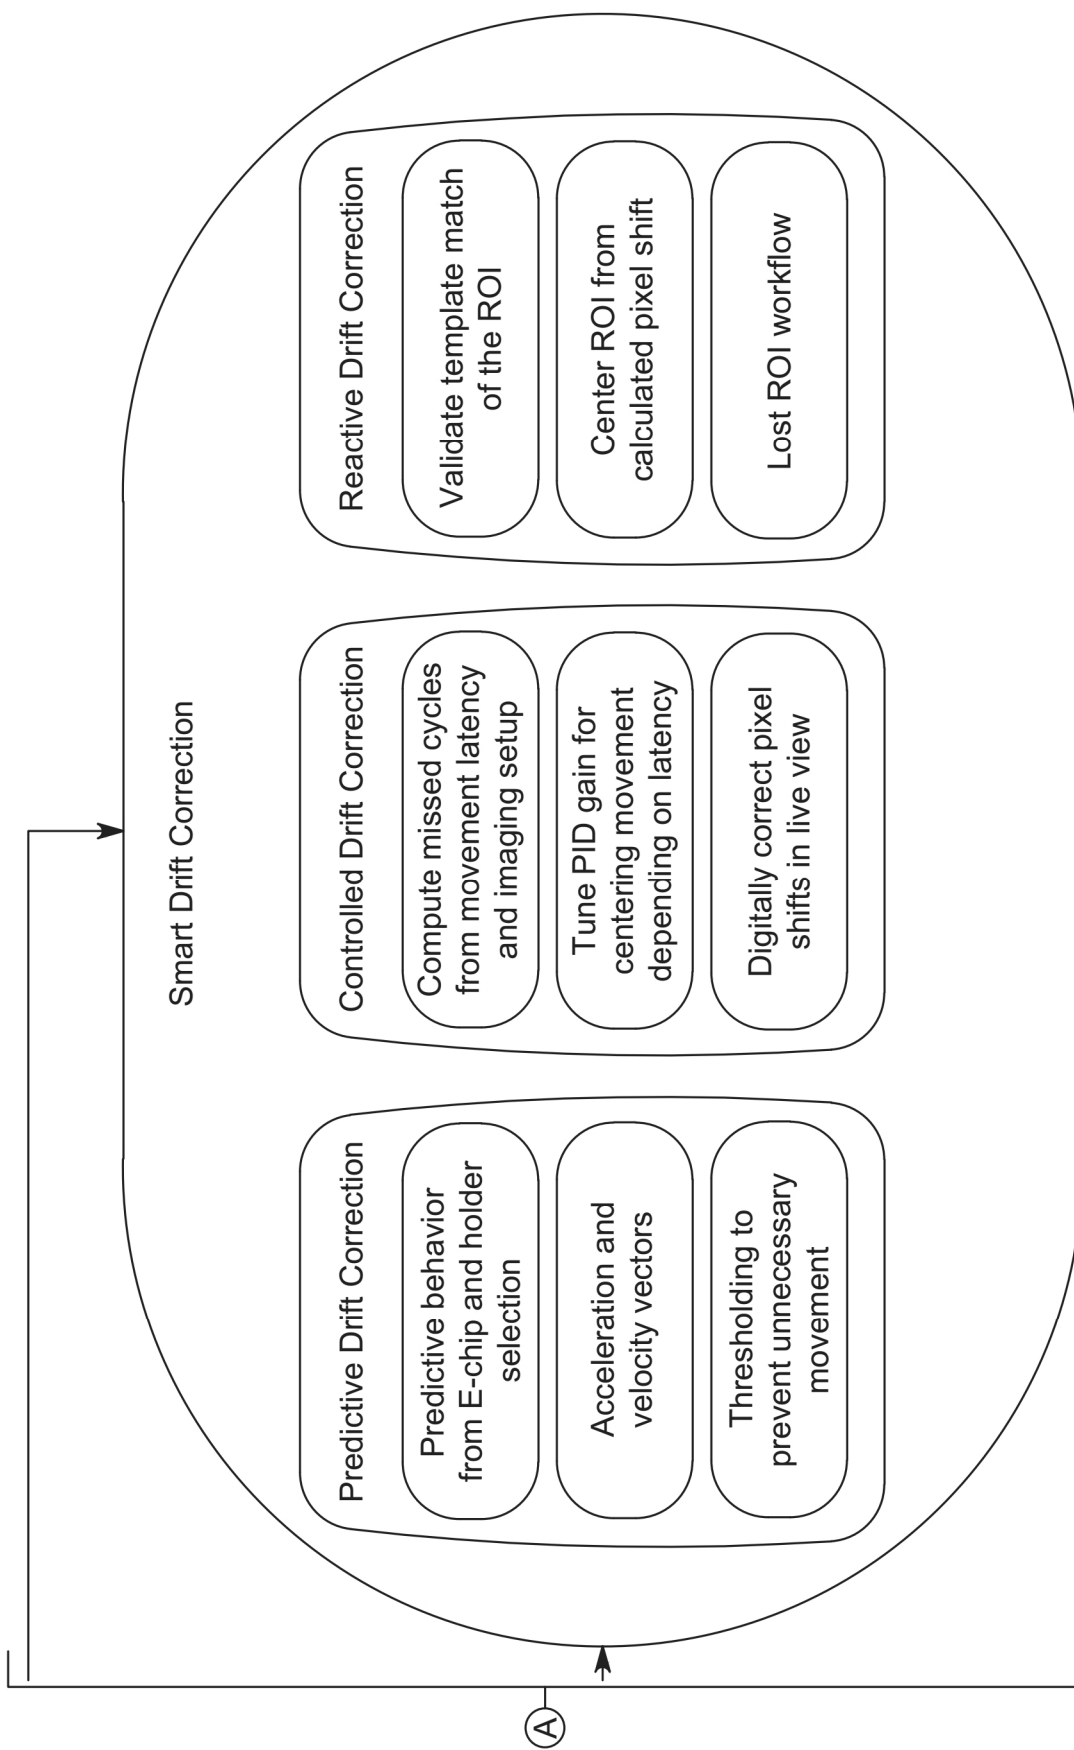 Smart Drift Correction
Predictive Drift Correction
Predictive behavior
from E-chip and holder
selection
Acceleration and
velocity vectors
Thresholding to
prevent unnecessary
movement
Controlled Drift Correction
Compute missed cycles
from movement latency
and imaging setup
Tune PID gain for
centering movement
depending on latency
Digitally correct pixel
shifts in live view
Reactive Drift Correction
Validate template match
of the ROI
Center ROI from
calculated pixel shift
Lost ROI workflow
A